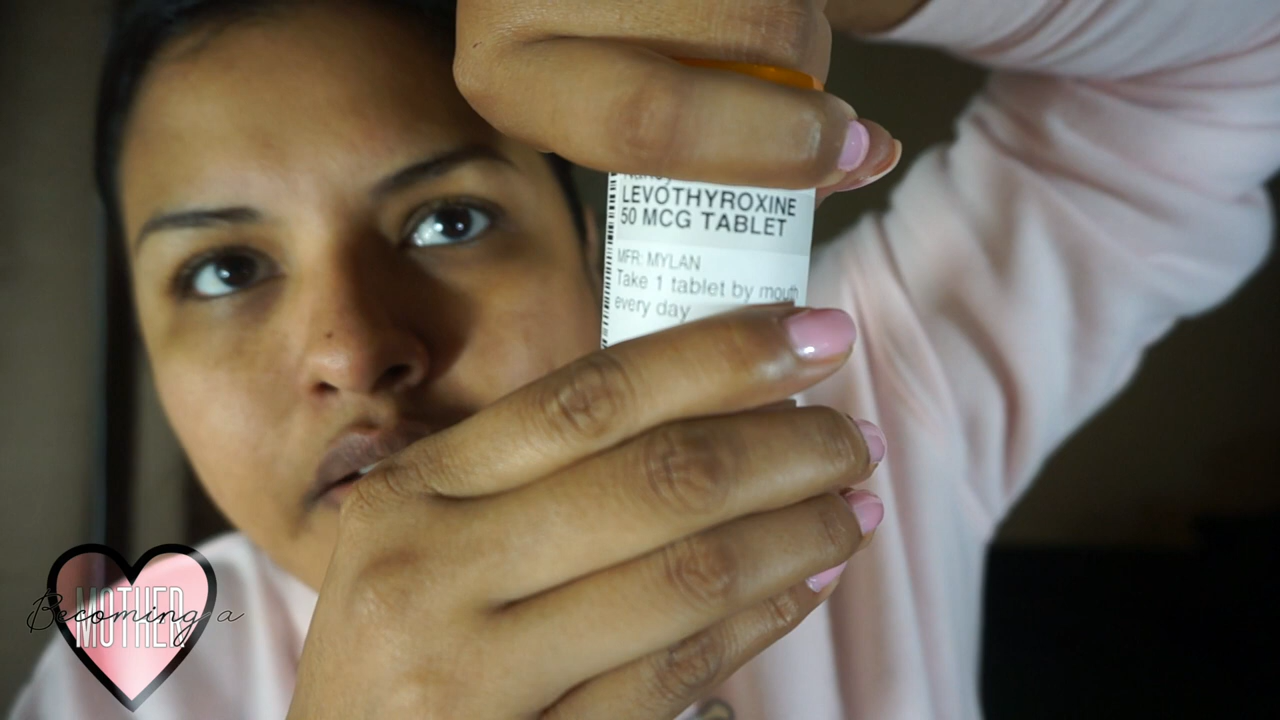 LEVOTHYROXINE
50 MCG TABLET
MFR: MYLAN
Take 1 tablet by mouth
every day
Becoming a
MOTHER